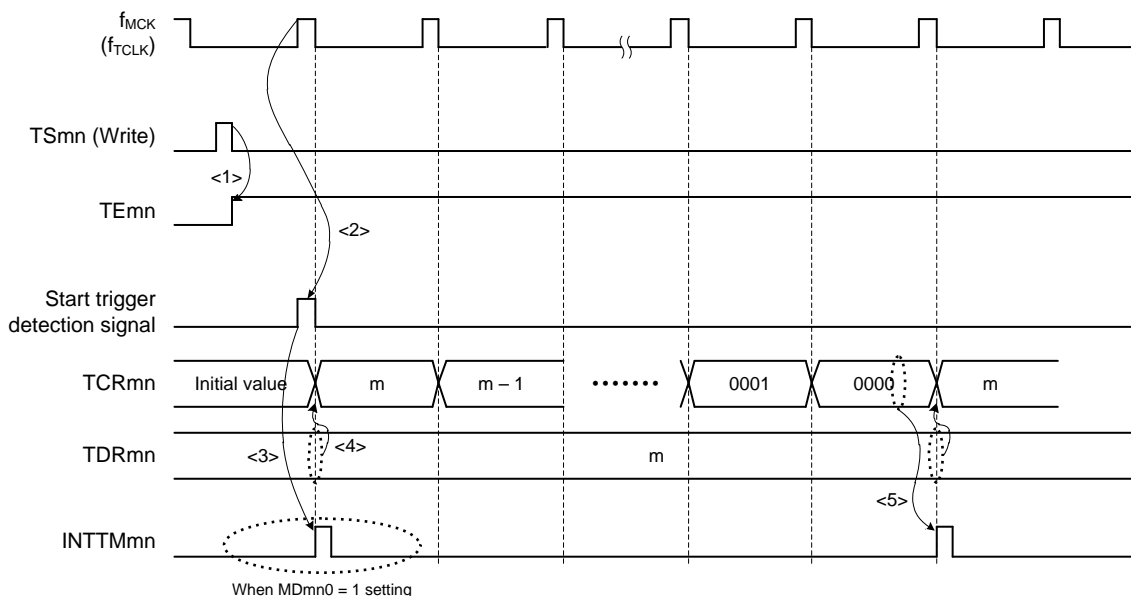 fMCK
(fTCLK)
TSmn (Write)
<1>
TEmn
<2>
Start trigger
detection signal
TCRmn
Initial value
m
m – 1
•••••••
0001
0000
m
<3>
<4>
TDRmn
m
<5>
INTTMmn
When MDmn0 = 1 setting